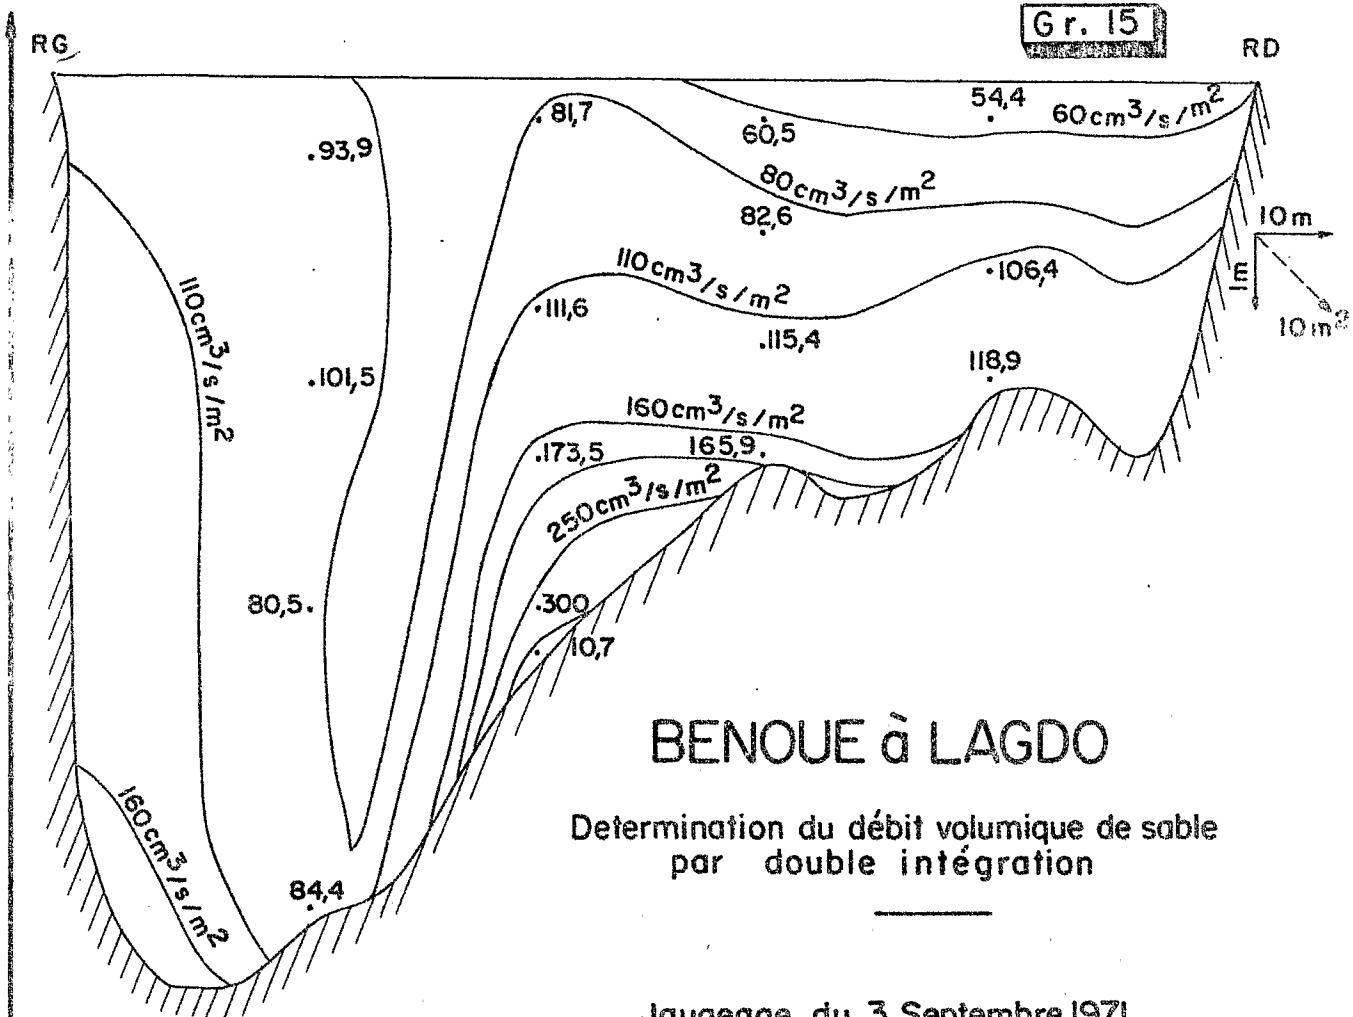 Gr. 15
RG
RD
54,4
60cm³/s/m²
.81,7
60,5
.93,9
80cm³/s/m²
82,6
10m
1m
10m²
110cm³/s/m²
.106,4
110cm³/s/m²
.111,6
.115,4
118,9
.101,5
160cm³/s/m²
.173,5
165,9.
250cm³/s/m²
80,5.
.300
10,7
BENOUE à LAGDO
160cm³/s/m²
Determination du débit volumique de sable
par double intégration
84,4
Jaugeage du 3 Septembre 1971